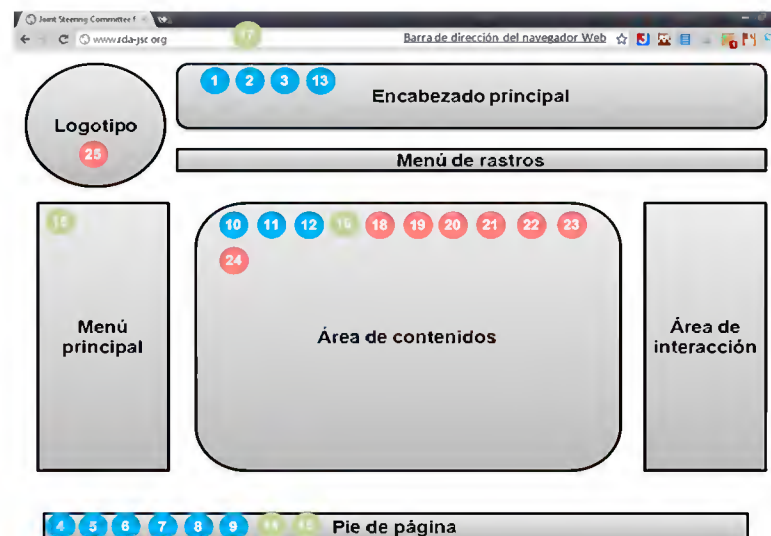 Joint Steering Committee f
www.rda-jsc.org
17
Barra de dirección del navegador Web
1 2 3 13
Encabezado principal
Logotipo
25
Menú de rastros
10 11 12 16 18 19 20 21 22 23
24
Menú
principal
Área de contenidos
Área de
interacción
4 5 6 7 8 9
Pie de página